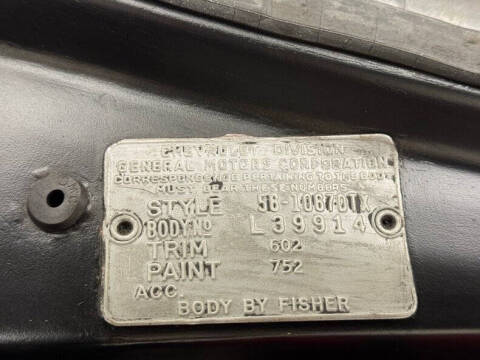 CHEVROLET DIVISION
GENERAL MOTORS CORPORATION
CORRESPONDENCE PERTAINING TO THE BODY
MUST BEAR THESE NUMBERS
STYLE 56-1067DTX
BODY No L39914
TRIM 602
PAINT 752
ACC.
BODY BY FISHER